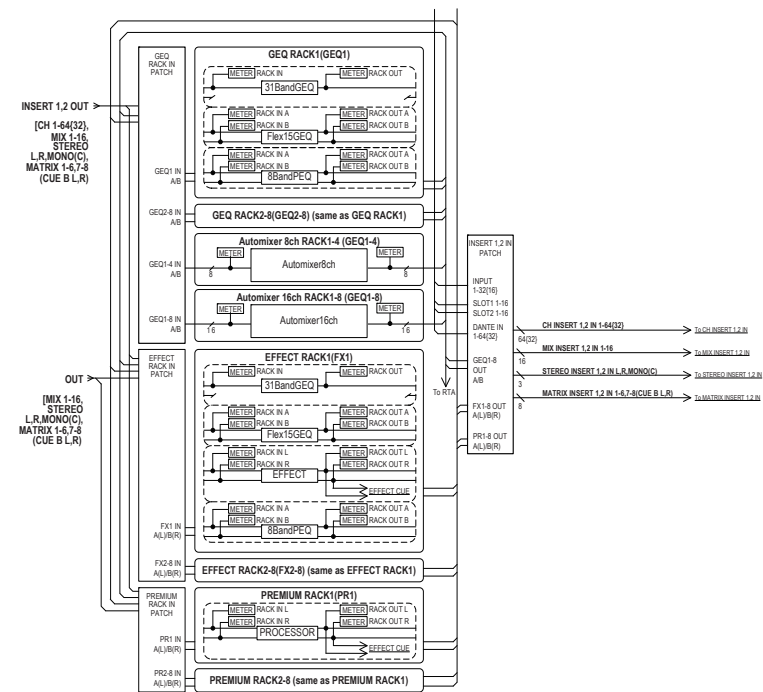 GEQ
RACK IN
PATCH
GEQ RACK1(GEQ1)
METER RACK IN
METER RACK OUT
31BandGEQ
INSERT 1,2 OUT
[CH 1-64{32},
MIX 1-16,
STEREO
L,R,MONO(C),
MATRIX 1-6,7-8
(CUE B L,R)
METER RACK IN A
METER RACK OUT A
METER RACK IN B
METER RACK OUT B
Flex15GEQ
METER RACK IN A
METER RACK OUT A
METER RACK IN B
METER RACK OUT B
8BandPEQ
GEQ1 IN
A/B
GEQ2-8 IN
A/B
GEQ RACK2-8(GEQ2-8) (same as GEQ RACK1)
Automixer 8ch RACK1-4 (GEQ1-4)
METER
METER
Automixer8ch
GEQ1-4 IN
A/B
8
8
Automixer 16ch RACK1-8 (GEQ1-8)
METER
METER
Automixer16ch
GEQ1-8 IN
A/B
16
16
INSERT 1,2 IN
PATCH
INPUT
1-32{16}
SLOT1 1-16
SLOT2 1-16
DANTE IN
1-64{32}
GEQ1-8
OUT
A/B
FX1-8 OUT
A(L)/B(R)
PR1-8 OUT
A(L)/B(R)
CH INSERT 1,2 IN 1-64{32}
64{32}
To CH INSERT 1,2 IN
MIX INSERT 1,2 IN 1-16
16
To MIX INSERT 1,2 IN
STEREO INSERT 1,2 IN L,R,MONO(C)
3
To STEREO INSERT 1,2 IN
MATRIX INSERT 1,2 IN 1-6,7-8(CUE B L,R)
8
To MATRIX INSERT 1,2 IN
To RTA
EFFECT
RACK IN
PATCH
EFFECT RACK1(FX1)
METER RACK IN
METER RACK OUT
31BandGEQ
OUT
[MIX 1-16,
STEREO
L,R,MONO(C),
MATRIX 1-6,7-8
(CUE B L,R)
METER RACK IN A
METER RACK OUT A
METER RACK IN B
METER RACK OUT B
Flex15GEQ
METER RACK IN L
METER RACK OUT L
METER RACK IN R
METER RACK OUT R
EFFECT
EFFECT CUE
METER RACK IN A
METER RACK OUT A
METER RACK IN B
METER RACK OUT B
8BandPEQ
FX1 IN
A(L)/B(R)
FX2-8 IN
A(L)/B(R)
EFFECT RACK2-8(FX2-8) (same as EFFECT RACK1)
PREMIUM
RACK IN
PATCH
PREMIUM RACK1(PR1)
METER RACK IN L
METER RACK OUT L
METER RACK IN R
METER RACK OUT R
PROCESSOR
EFFECT CUE
PR1 IN
A(L)/B(R)
PR2-8 IN
A(L)/B(R)
PREMIUM RACK2-8 (same as PREMIUM RACK1)